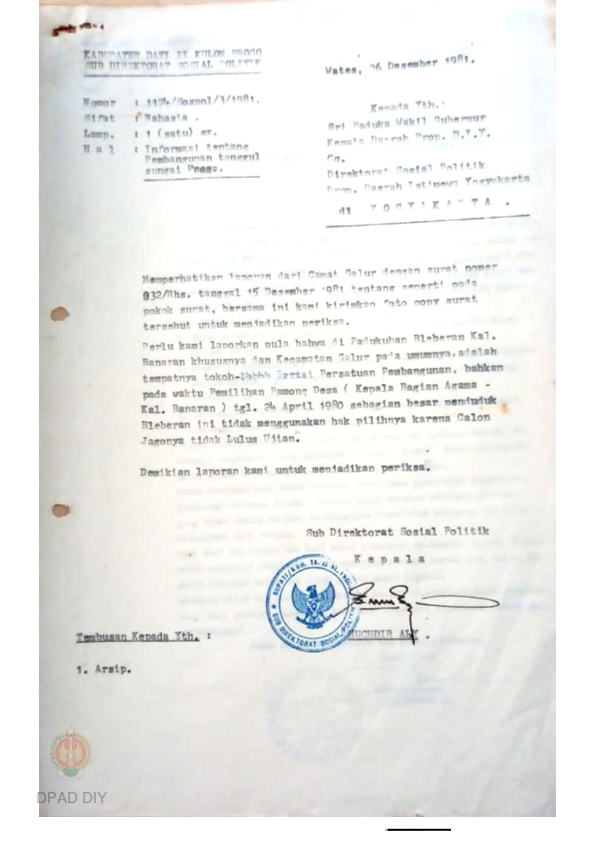 KABUPATEN DATI II KULON PROGO
SUB DIREKTORAT SOSIAL POLITIK
Wates, 26 Desember 1981.
Nomor : 1174/Sospol/3/1981.
Sifat : Rahasia .
Lamp. : 1 (satu) ex.
H a l : Informasi tentang
Pembangunan tanggul
sungai Progo.
Kepada Yth.:
Sri Paduka Wakil Gubernur
Kepala Daerah Prop. D.I.Y.
Cq.
Direktorat Sosial Politik
Prop. Daerah Istimewa Yogyakarta
di Y O G Y A K A R T A .
Memperhatikan laporan dari Camat Galur dengan surat nomor
032/Rhs. tanggal 15 Desember 1981 tentang seperti pada
pokok surat, bersama ini kami kirimkan foto copy surat
tersebut untuk menjadikan periksa.
Perlu kami laporkan pula bahwa di Padukuhan Bleberan Kal.
Banaran khususnya dan Kecamatan Galur pada umumnya, adalah
tempatnya tokoh- Partai Persatuan Pembangunan, bahkan
pada waktu Pemilihan Pamong Desa ( Kepala Bagian Agama -
Kal. Banaran ) tgl. 24 April 1980 sebagian besar penduduk
Bleberan ini tidak menggunakan hak pilihnya karena Calon
Jagonya tidak Lulus Ujian.
Demikian laporan kami untuk menjadikan periksa.
Sub Direktorat Sosial Politik
K e p a l a
SUB DIREKTORAT SOSIAL POLITIK
Tembusan Kepada Yth. :
1. Arsip.
DPAD DIY